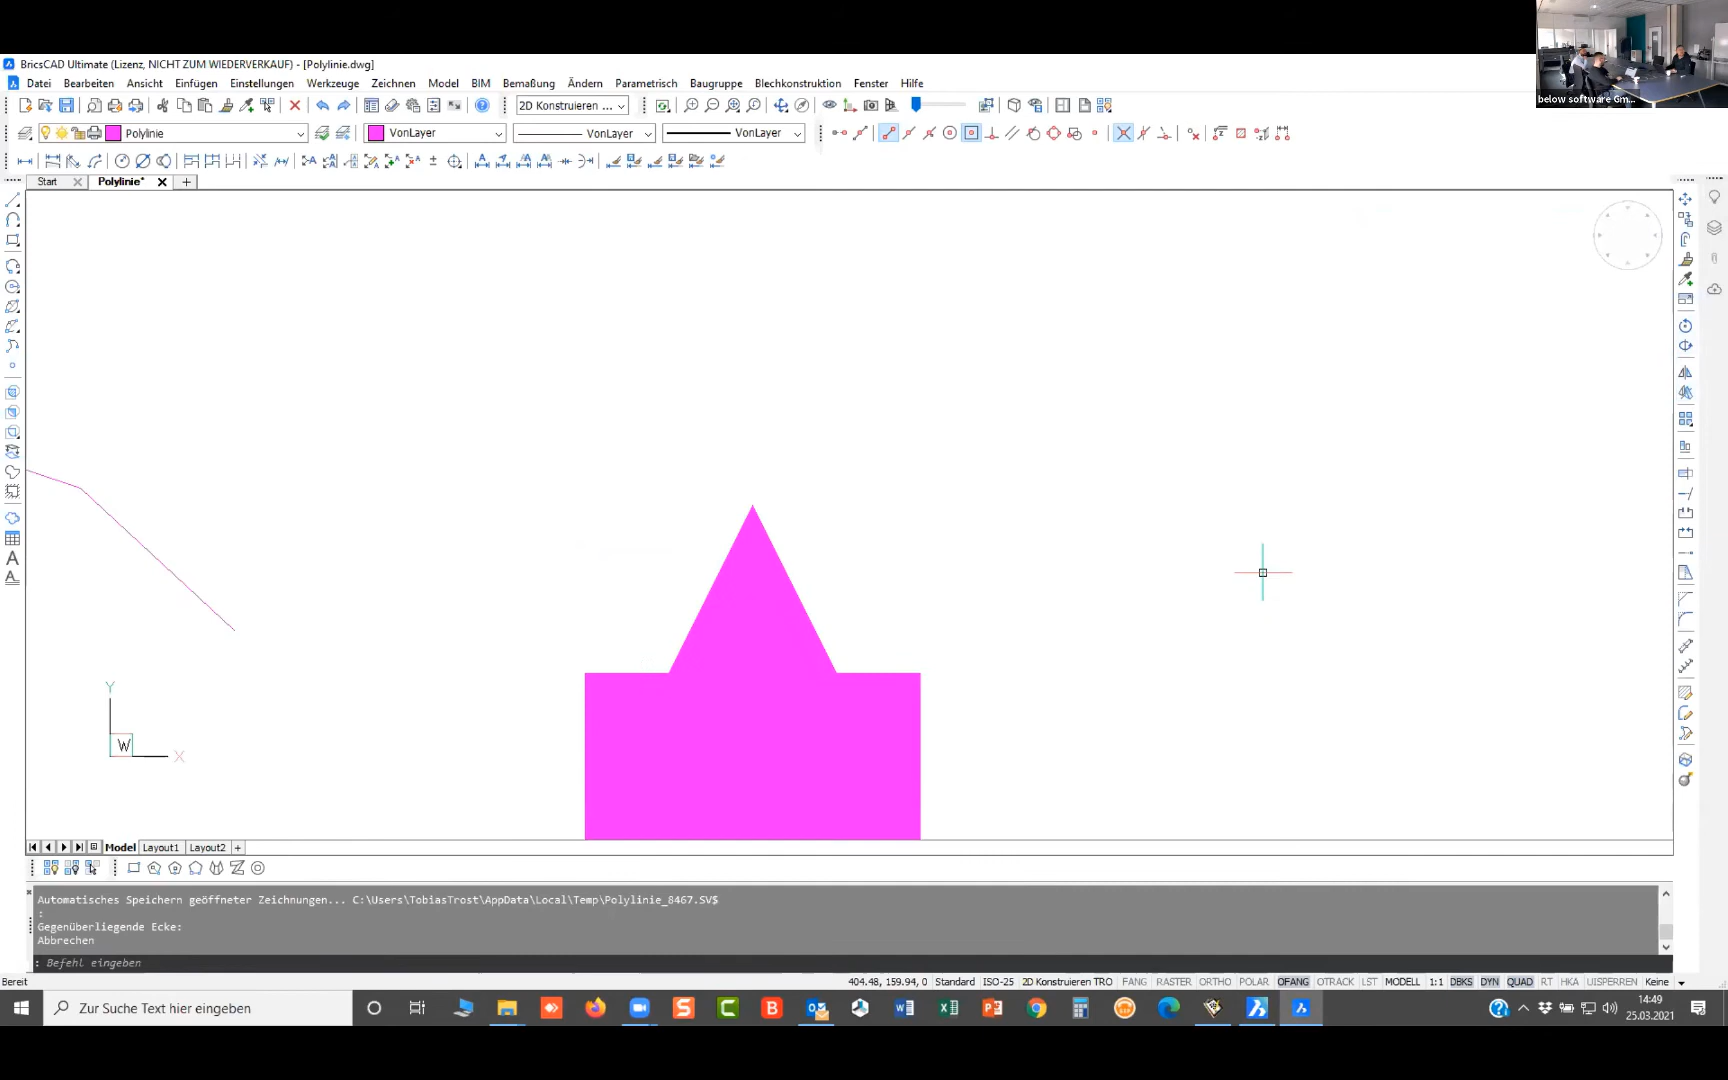 below software Gm...
BricsCAD Ultimate (Lizenz, NICHT ZUM WIEDERVERKAUF) - [Polylinie.dwg]
Datei Bearbeiten Ansicht Einfügen Einstellungen Werkzeuge Zeichnen Model BIM Bemaßung Ändern Parametrisch Baugruppe Blechkonstruktion Fenster Hilfe
2D Konstruieren ...
Polylinie VonLayer VonLayer VonLayer
Start Polylinie*
Y
W X
Model Layout1 Layout2 +
Automatisches Speichern geöffneter Zeichnungen... C:\Users\TobiasTrost\AppData\Local\Temp\Polylinie_8467.SV$
:
Gegenüberliegende Ecke:
Abbrechen
: Befehl eingeben
Bereit 404.48, 159.94, 0 Standard ISO-25 2D Konstruieren TRO FANG RASTER ORTHO POLAR OFANG OTRACK LST MODELL 1:1 DBKS DYN QUAD RT HKA UISPERREN Keine
Zur Suche Text hier eingeben
14:49
25.03.2021